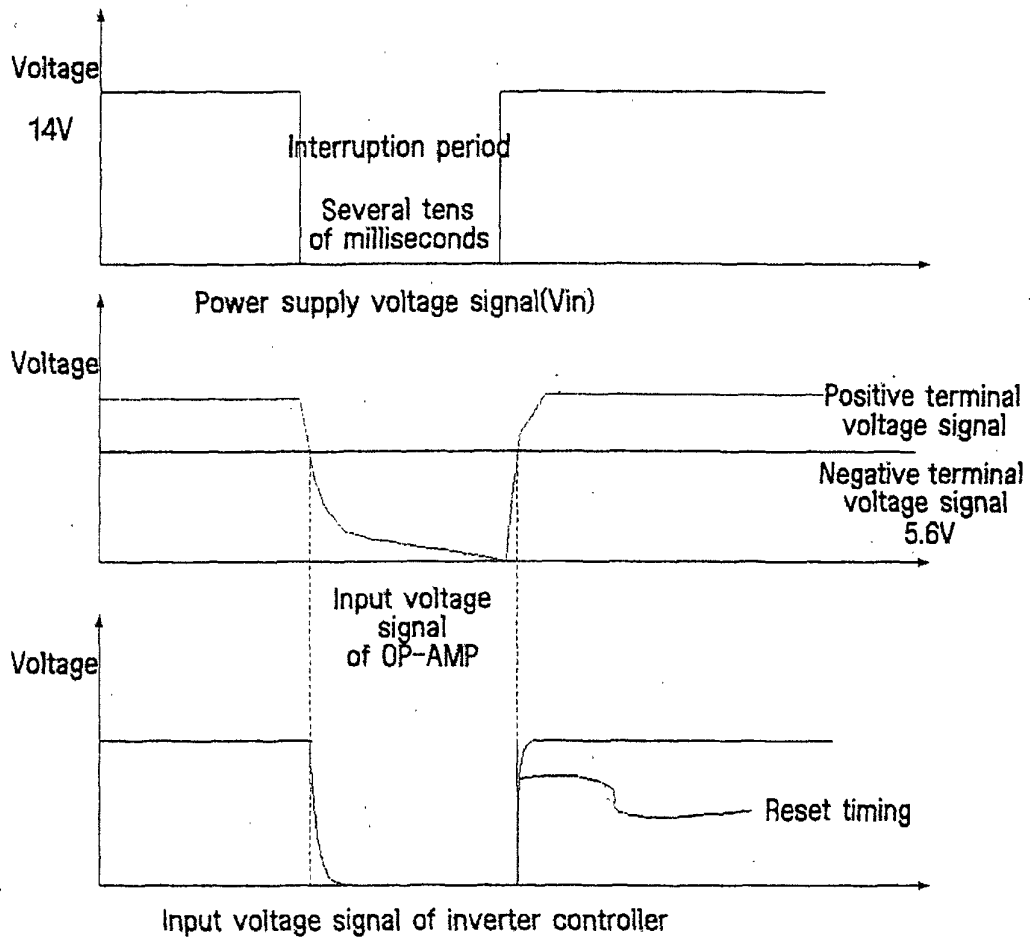 Voltage
14V
Interruption period
Several tens
of milliseconds
Power supply voltage signal(Vin)
Voltage
Positive terminal
voltage signal
Negative terminal
voltage signal
5.6V
Input voltage
signal
of OP-AMP
Voltage
Reset timing
Input voltage signal of inverter controller